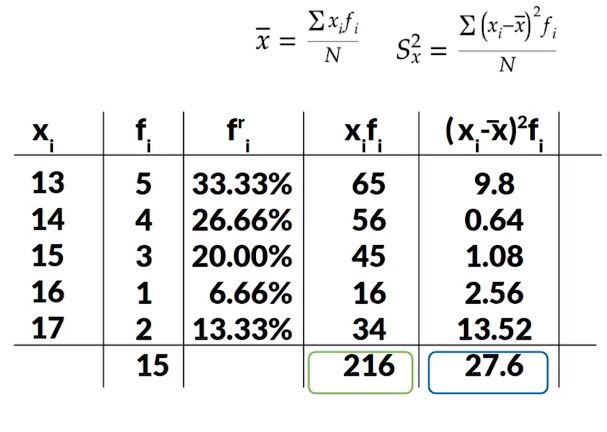 x̅ = Σxᵢfᵢ / N    Sₓ² = Σ(xᵢ-x̅)²fᵢ / N
xᵢ fᵢ fʳᵢ xᵢfᵢ (xᵢ-x̅)²fᵢ
13 5 33.33% 65 9.8
14 4 26.66% 56 0.64
15 3 20.00% 45 1.08
16 1 6.66% 16 2.56
17 2 13.33% 34 13.52
15 216 27.6